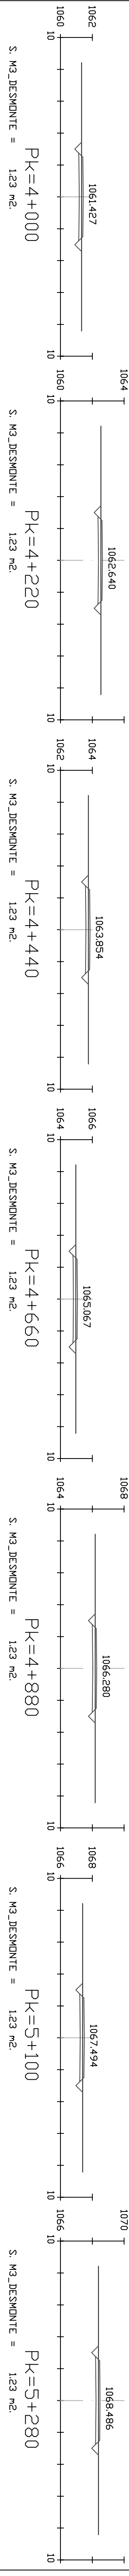 1062
1060
10
10
1061.427
Pk=4+000
S. M3_DESMONTE = 1.23 m2.
1064
1062
1060
10
10
1062.640
Pk=4+220
S. M3_DESMONTE = 1.23 m2.
1064
1062
10
10
1063.854
Pk=4+440
S. M3_DESMONTE = 1.23 m2.
1066
1064
10
10
1065.067
Pk=4+660
S. M3_DESMONTE = 1.23 m2.
1068
1066
1064
10
10
1066.280
Pk=4+880
S. M3_DESMONTE = 1.23 m2.
1068
1066
10
10
1067.494
Pk=5+100
S. M3_DESMONTE = 1.23 m2.
1070
1068
1066
10
10
1068.486
Pk=5+280
S. M3_DESMONTE = 1.23 m2.